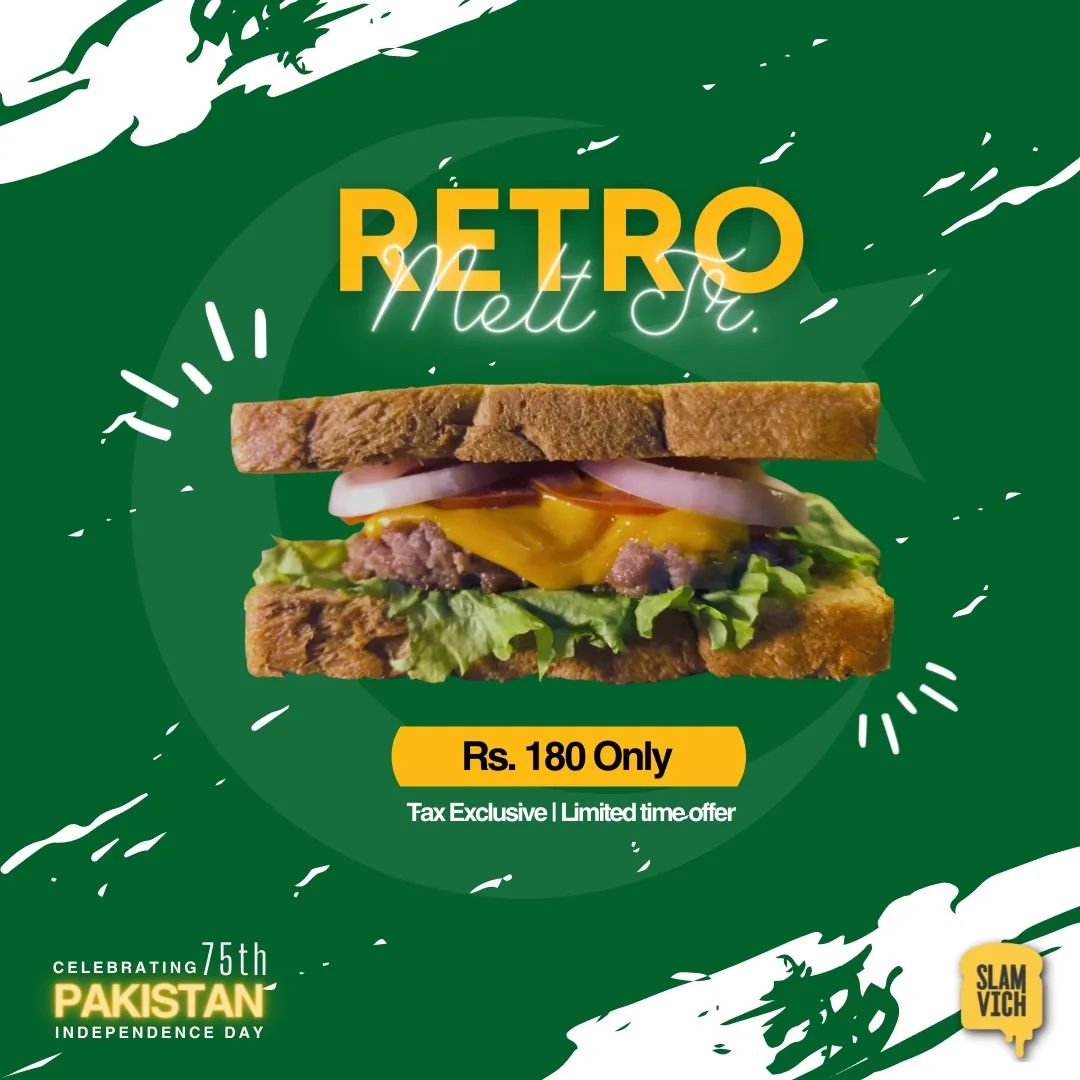 RETRO
Melt Jr.
Rs. 180 Only
Tax Exclusive | Limited time offer
CELEBRATING 75th
PAKISTAN
INDEPENDENCE DAY
SLAM
VICH